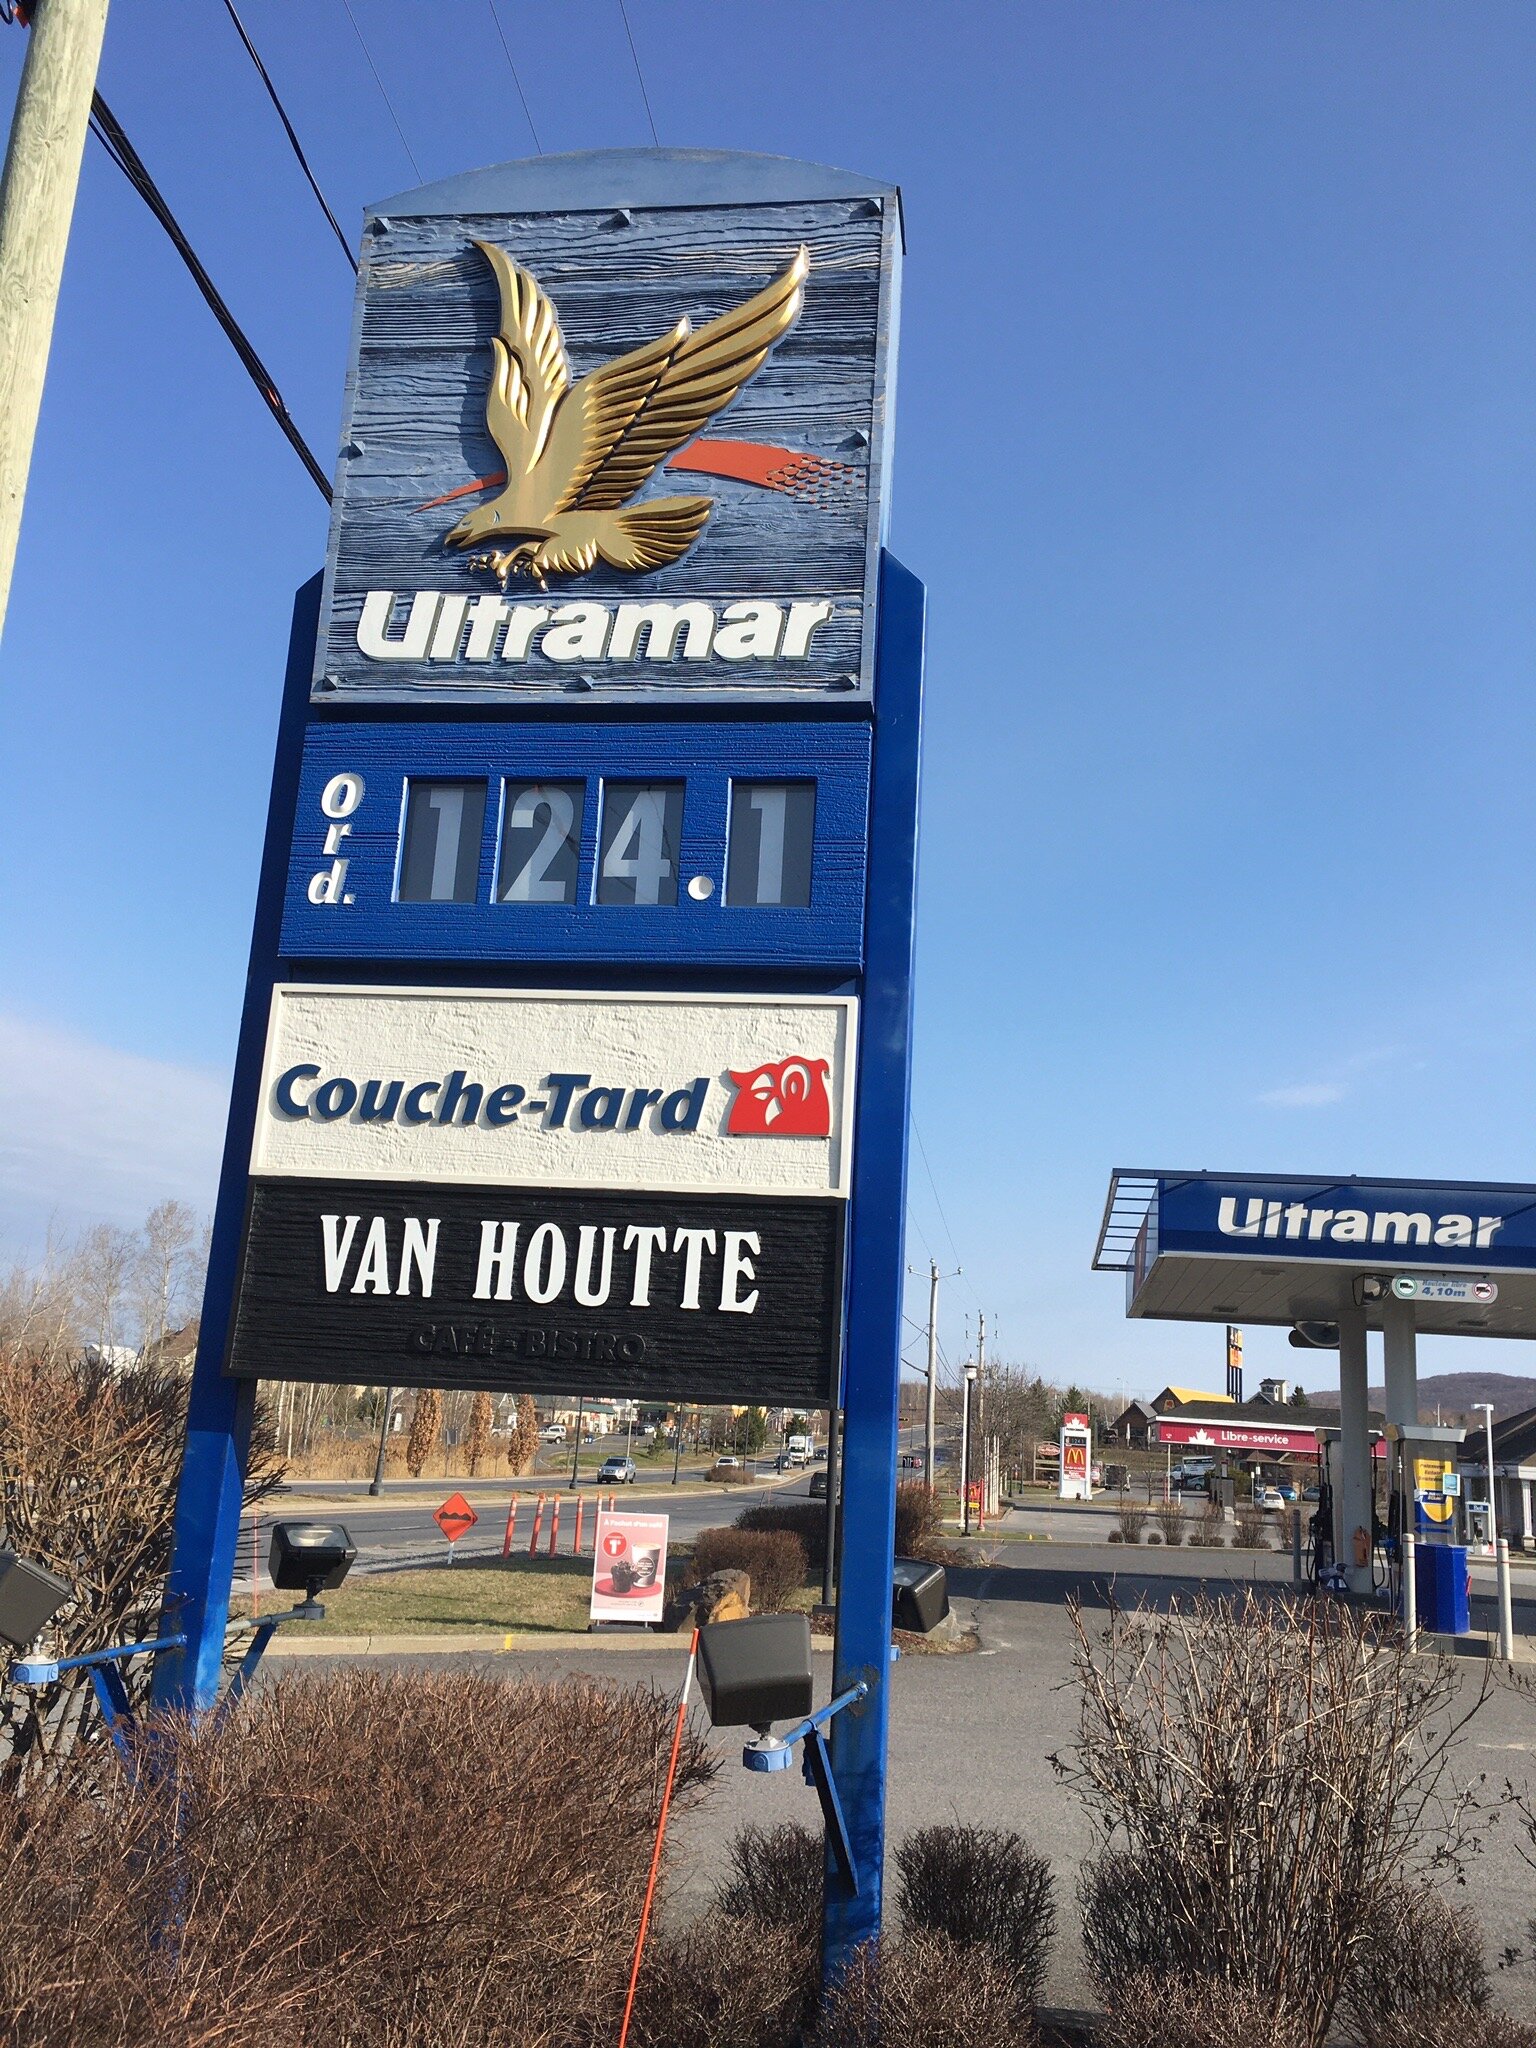 Ultramar
Ord.
124.1
Couche-Tard
VAN HOUTTE
CAFÉ - BISTRO
Ultramar
4,10m
Libre-service